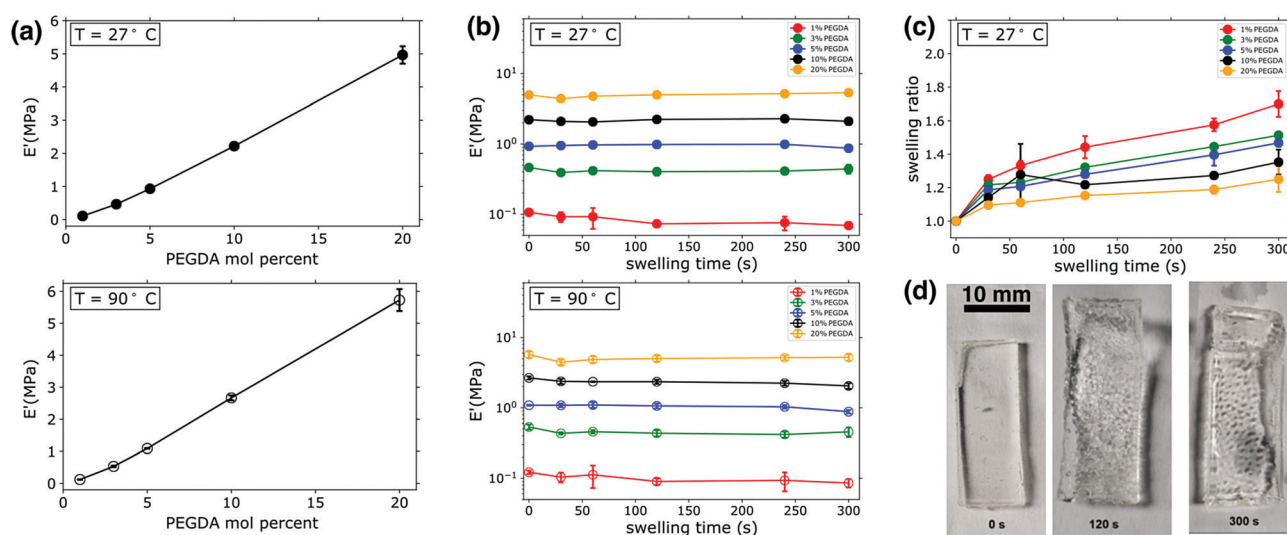 (a)
T = 27° C
6
5
4
3
2
1
0
E'(MPa)
0 5 10 15 20
PEGDA mol percent
T = 90° C
6
5
4
3
2
1
0
E'(MPa)
0 5 10 15 20
PEGDA mol percent
(b)
T = 27° C
1% PEGDA
3% PEGDA
5% PEGDA
10% PEGDA
20% PEGDA
10¹
10⁰
10⁻¹
E'(MPa)
0 50 100 150 200 250 300
swelling time (s)
T = 90° C
1% PEGDA
3% PEGDA
5% PEGDA
10% PEGDA
20% PEGDA
10¹
10⁰
10⁻¹
E'(MPa)
0 50 100 150 200 250 300
swelling time (s)
(c)
T = 27° C
1% PEGDA
3% PEGDA
5% PEGDA
10% PEGDA
20% PEGDA
2.0
1.8
1.6
1.4
1.2
1.0
swelling ratio
0 50 100 150 200 250 300
swelling time (s)
(d)
10 mm
0 s
120 s
300 s